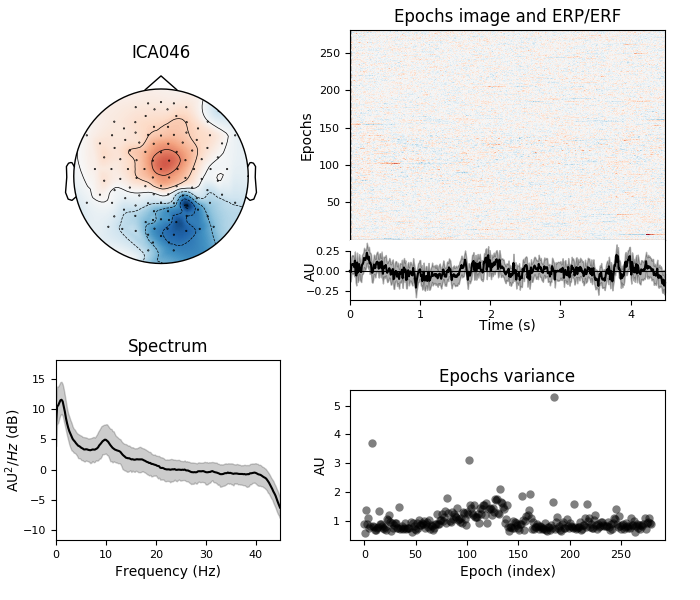 ICA046
Epochs image and ERP/ERF
Epochs
250
200
150
100
50
AU
0.25
0.00
−0.25
0 1 2 3 4
Time (s)
Spectrum
AU²/Hz (dB)
15
10
5
0
−5
−10
0 10 20 30 40
Frequency (Hz)
Epochs variance
AU
5
4
3
2
1
0 50 100 150 200 250
Epoch (index)